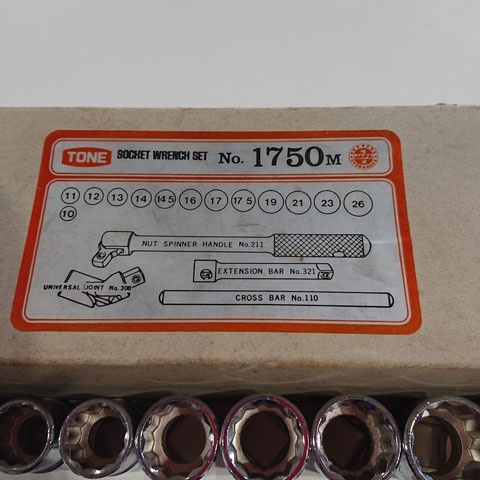 TONE SOCKET WRENCH SET No. 1750M
11 12 13 14 14 5 16 17 17 5 19 21 23 26
10
NUT SPINNER HANDLE No.211
EXTENSION BAR No.321
UNIVERSAL JOINT No.308
CROSS BAR No.110